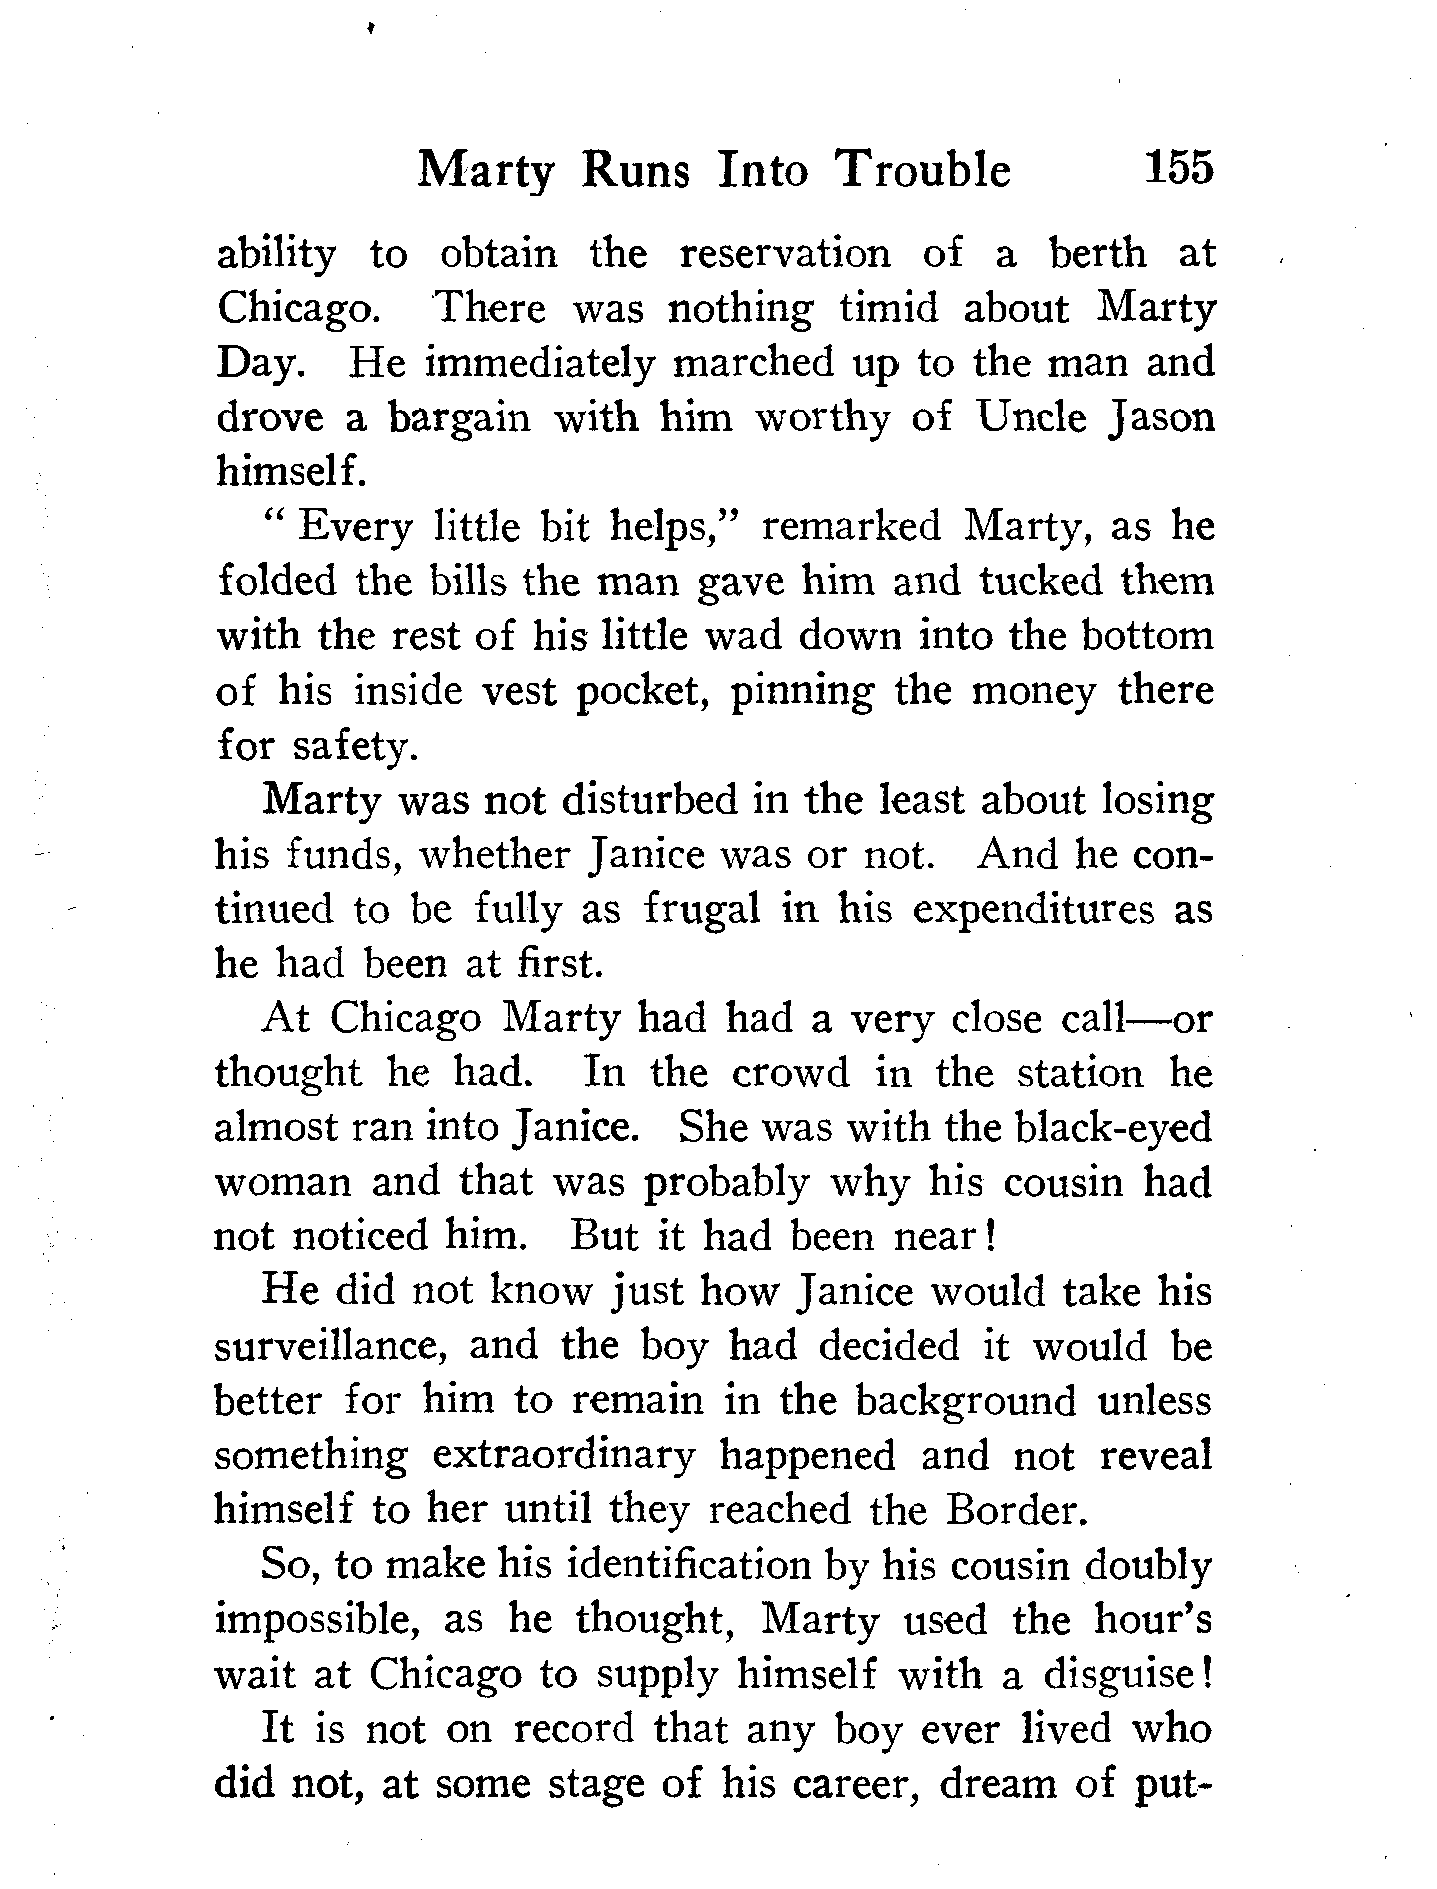 Marty Runs Into Trouble 155
ability to obtain the reservation of a berth at
Chicago. There was nothing timid about Marty
Day. He immediately marched up to the man and
drove a bargain with him worthy of Uncle Jason
himself.
“ Every little bit helps,” remarked Marty, as he
folded the bills the man gave him and tucked them
with the rest of his little wad down into the bottom
of his inside vest pocket, pinning the money there
for safety.
Marty was not disturbed in the least about losing
his funds, whether Janice was or not. And he con-
tinued to be fully as frugal in his expenditures as
he had been at first.
At Chicago Marty had had a very close call—or
thought he had. In the crowd in the station he
almost ran into Janice. She was with the black-eyed
woman and that was probably why his cousin had
not noticed him. But it had been near!
He did not know just how Janice would take his
surveillance, and the boy had decided it would be
better for him to remain in the background unless
something extraordinary happened and not reveal
himself to her until they reached the Border.
So, to make his identification by his cousin doubly
impossible, as he thought, Marty used the hour’s
wait at Chicago to supply himself with a disguise!
It is not on record that any boy ever lived who
did not, at some stage of his career, dream of put-